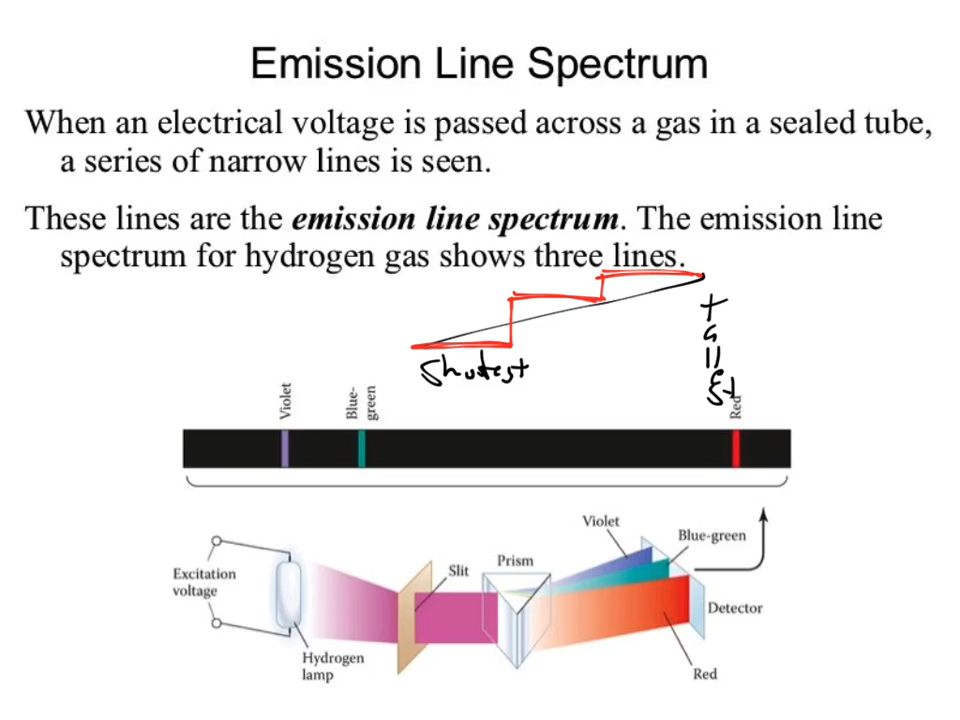 Emission Line Spectrum
When an electrical voltage is passed across a gas in a sealed tube,
a series of narrow lines is seen.
These lines are the emission line spectrum. The emission line
spectrum for hydrogen gas shows three lines.
Shutest
tallest
Violet
Blue-
green
Red
Violet
Blue-green
Excitation
voltage
Slit
Prism
Detector
Hydrogen
lamp
Red